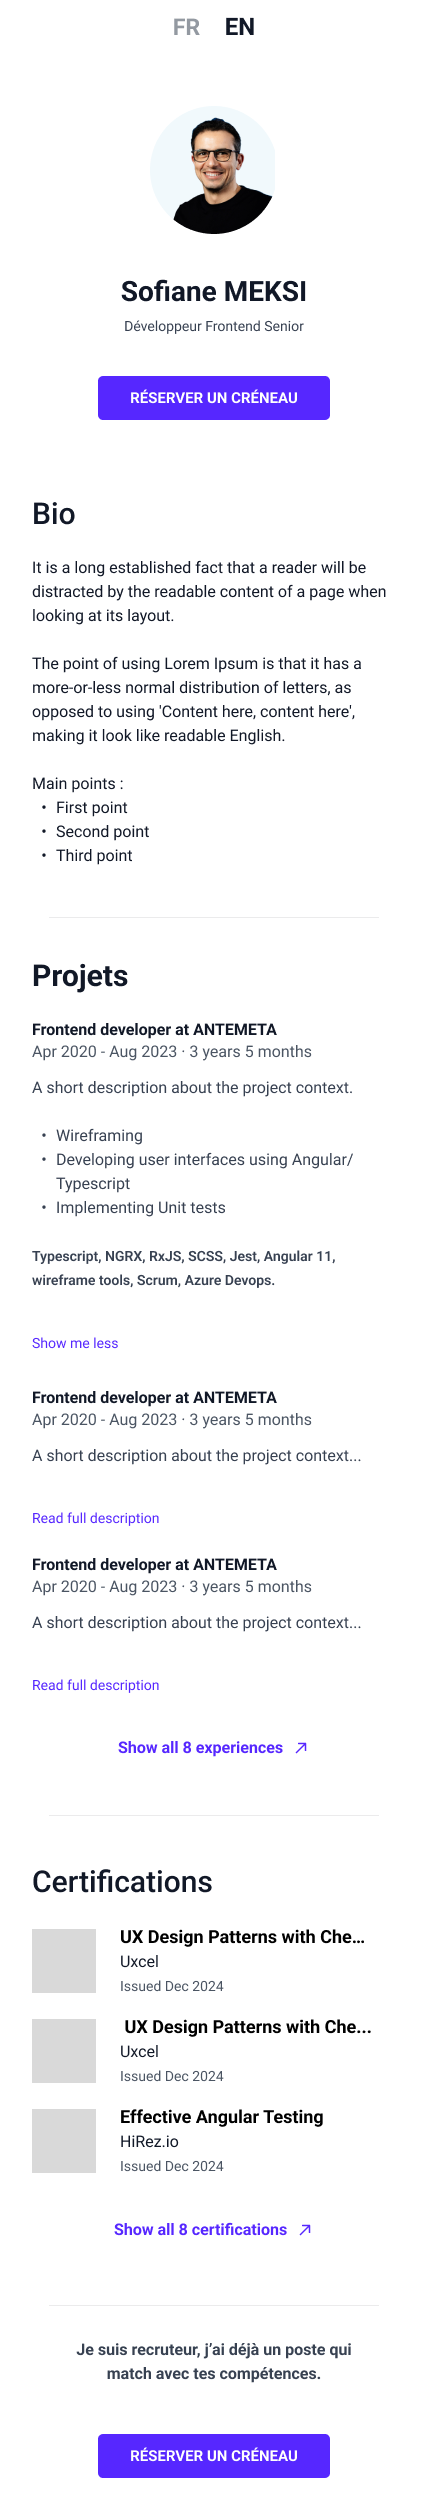 FR EN
Sofiane MEKSI
Développeur Frontend Senior
RÉSERVER UN CRÉNEAU
Bio
It is a long established fact that a reader will be
distracted by the readable content of a page when
looking at its layout.
The point of using Lorem Ipsum is that it has a
more-or-less normal distribution of letters, as
opposed to using 'Content here, content here',
making it look like readable English.
Main points :
• First point
• Second point
• Third point
Projets
Frontend developer at ANTEMETA
Apr 2020 - Aug 2023 · 3 years 5 months
A short description about the project context.
• Wireframing
• Developing user interfaces using Angular/
Typescript
• Implementing Unit tests
Typescript, NGRX, RxJS, SCSS, Jest, Angular 11,
wireframe tools, Scrum, Azure Devops.
Show me less
Frontend developer at ANTEMETA
Apr 2020 - Aug 2023 · 3 years 5 months
A short description about the project context...
Read full description
Frontend developer at ANTEMETA
Apr 2020 - Aug 2023 · 3 years 5 months
A short description about the project context...
Read full description
Show all 8 experiences
Certifications
UX Design Patterns with Che...
Uxcel
Issued Dec 2024
UX Design Patterns with Che...
Uxcel
Issued Dec 2024
Effective Angular Testing
HiRez.io
Issued Dec 2024
Show all 8 certifications
Je suis recruteur, j’ai déjà un poste qui
match avec tes compétences.
RÉSERVER UN CRÉNEAU